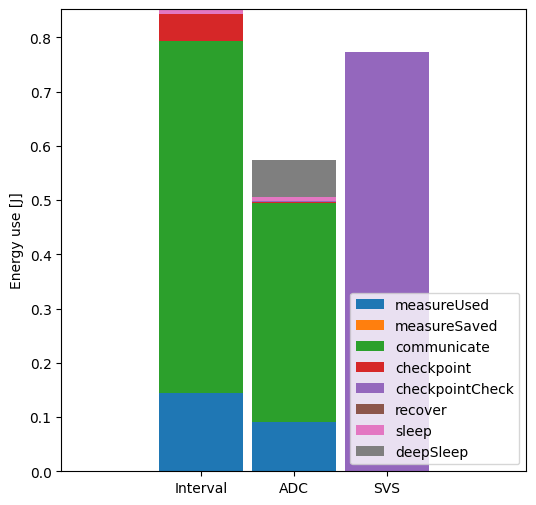 0.8
0.7
0.6
0.5
0.4
0.3
0.2
0.1
0.0
Energy use [J]
Interval
ADC
SVS
measureUsed
measureSaved
communicate
checkpoint
checkpointCheck
recover
sleep
deepSleep